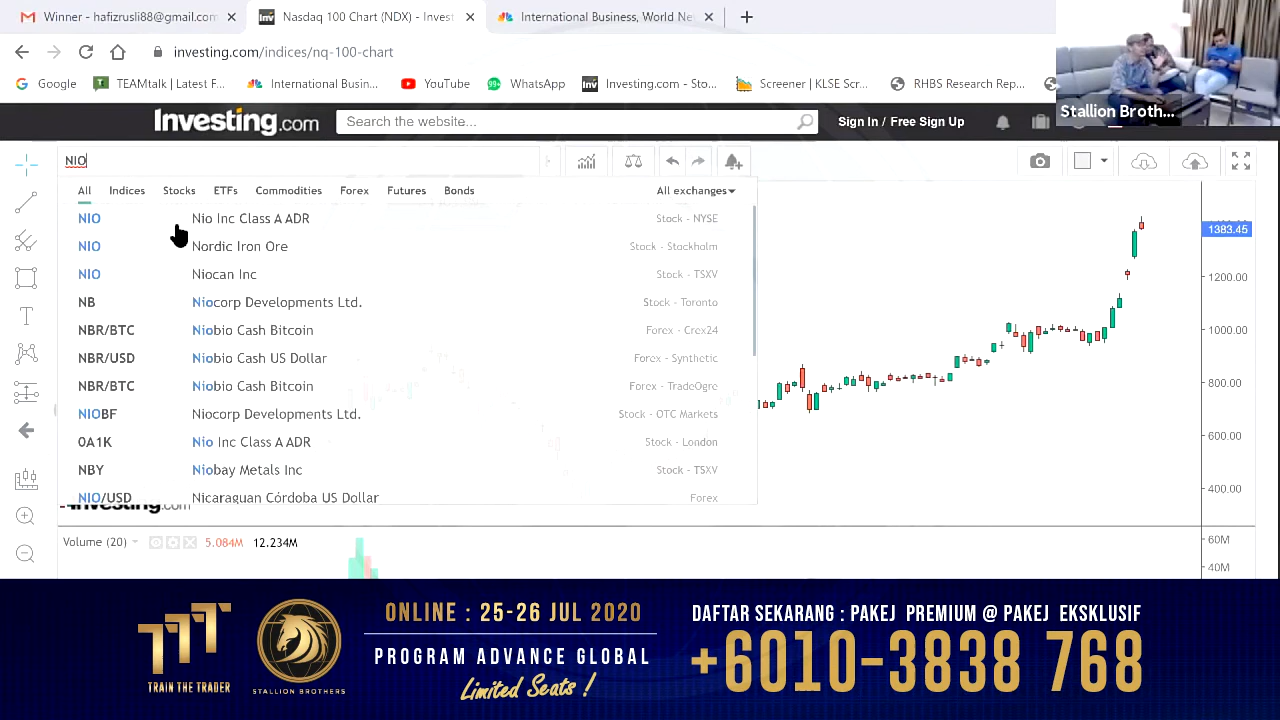 Winner - hafizrusli88@gmail.com
Nasdaq 100 Chart (NDX) - Invest
International Business, World Ne
investing.com/indices/nq-100-chart
Google
TEAMtalk | Latest F...
International Busin...
YouTube
99+
WhatsApp
Inv
Investing.com - Sto...
Screener | KLSE Scr...
RHBS Research Rep...
Stallion Broth...
Investing.com
Search the website...
Sign In / Free Sign Up
NIO
All Indices Stocks ETFs Commodities Forex Futures Bonds All exchanges
NIO Nio Inc Class A ADR Stock - NYSE
NIO Nordic Iron Ore Stock - Stockholm
NIO Niocan Inc Stock - TSXV
NB Niocorp Developments Ltd. Stock - Toronto
NBR/BTC Niobio Cash Bitcoin Forex - Crex24
NBR/USD Niobio Cash US Dollar Forex - Synthetic
NBR/BTC Niobio Cash Bitcoin Forex - TradeOgre
NIOBF Niocorp Developments Ltd. Stock - OTC Markets
0A1K Nio Inc Class A ADR Stock - London
NBY Niobay Metals Inc Stock - TSXV
NIO/USD Nicaraguan Córdoba US Dollar Forex
1383.45
1200.00
1000.00
800.00
600.00
400.00
Investing.com
Volume (20) 5.084M 12.234M
60M
40M
TTT
TRAIN THE TRADER
STALLION BROTHERS
ONLINE : 25-26 JUL 2020
PROGRAM ADVANCE GLOBAL
Limited Seats !
DAFTAR SEKARANG : PAKEJ PREMIUM @ PAKEJ EKSKLUSIF
+6010-3838 768